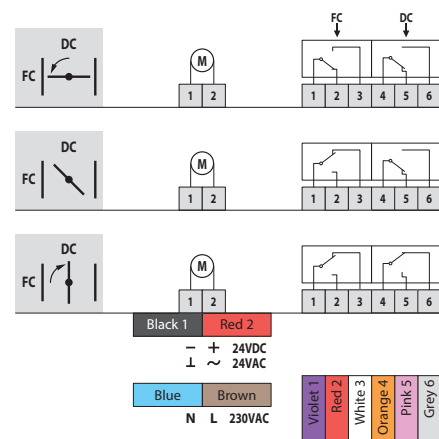 FC DC
DC
FC
M
1 2
1 2 3 4 5 6
DC
FC
M
1 2
1 2 3 4 5 6
DC
FC
M
1 2
1 2 3 4 5 6
Black 1 Red 2
– + 24VDC
⊥ ~ 24VAC
Blue Brown
N L 230VAC
Violet 1
Red 2
White 3
Orange 4
Pink 5
Grey 6